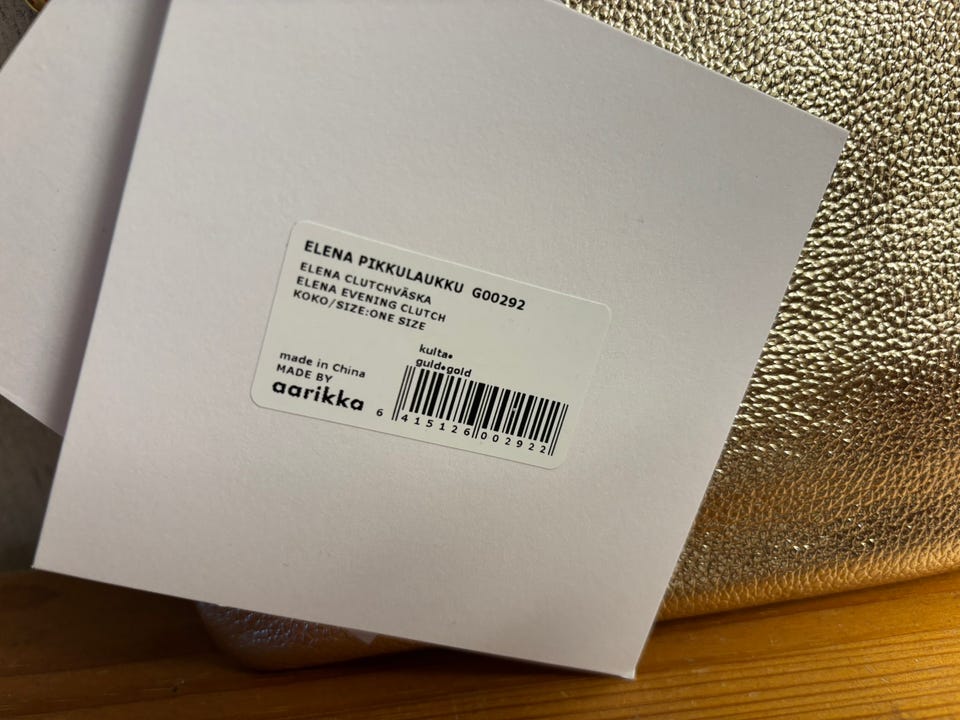 ELENA PIKKULAUKKU G00292
ELENA CLUTCHVÄSKA
ELENA EVENING CLUTCH
KOKO/SIZE:ONE SIZE
kulta•
guld•gold
made in China
MADE BY
aarikka
6 415126 002922